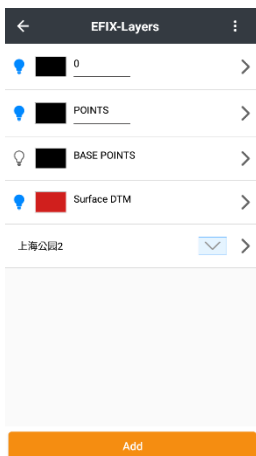 EFIX-Layers
0
POINTS
BASE POINTS
Surface DTM
上海公园2
Add